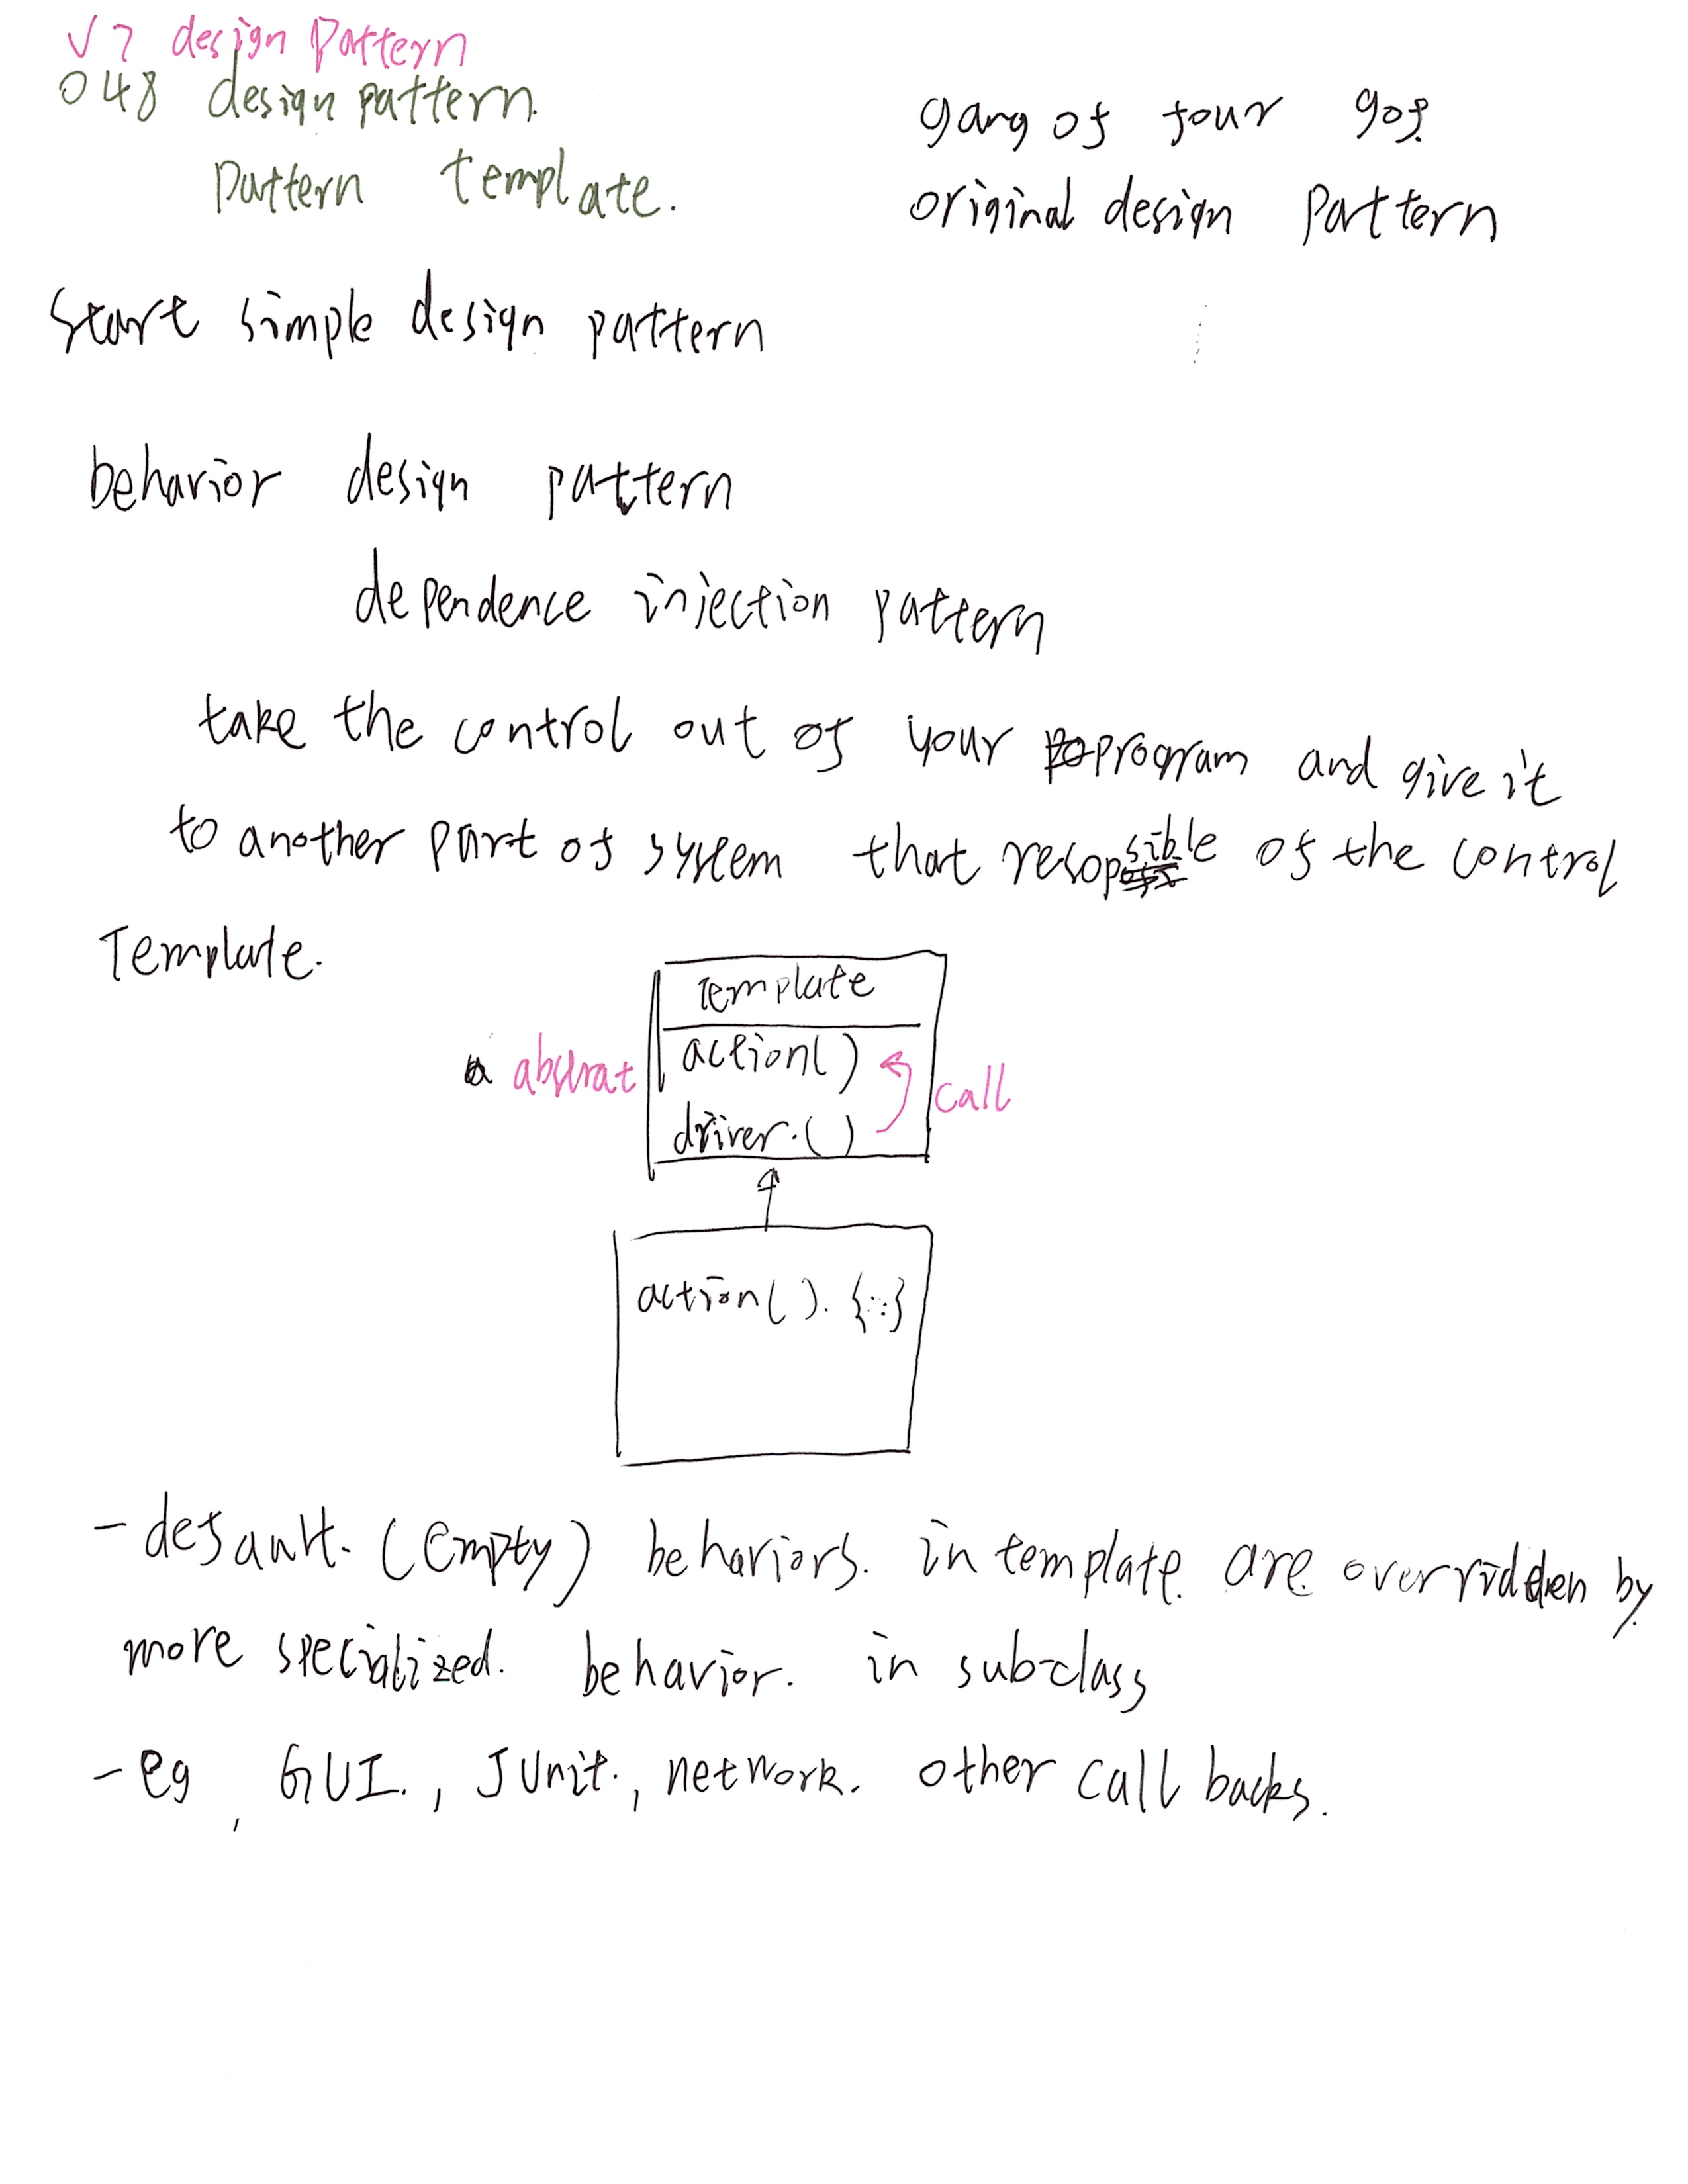 V7 design pattern
048 design pattern.
pattern template.
gang of four gof.
original design pattern
start simple design pattern
behavior design pattern
dependence injection pattern
take the control out of your program and give it
to another part of system that resopsible of the control
Template.
template
a abstrat action() call
driver.()
action(). {::}
- default. (Empty) behaviors. in template. are overridden by
more specialized. behavior. in sub-class
- eg, GUI., JUnit., network. other call backs.